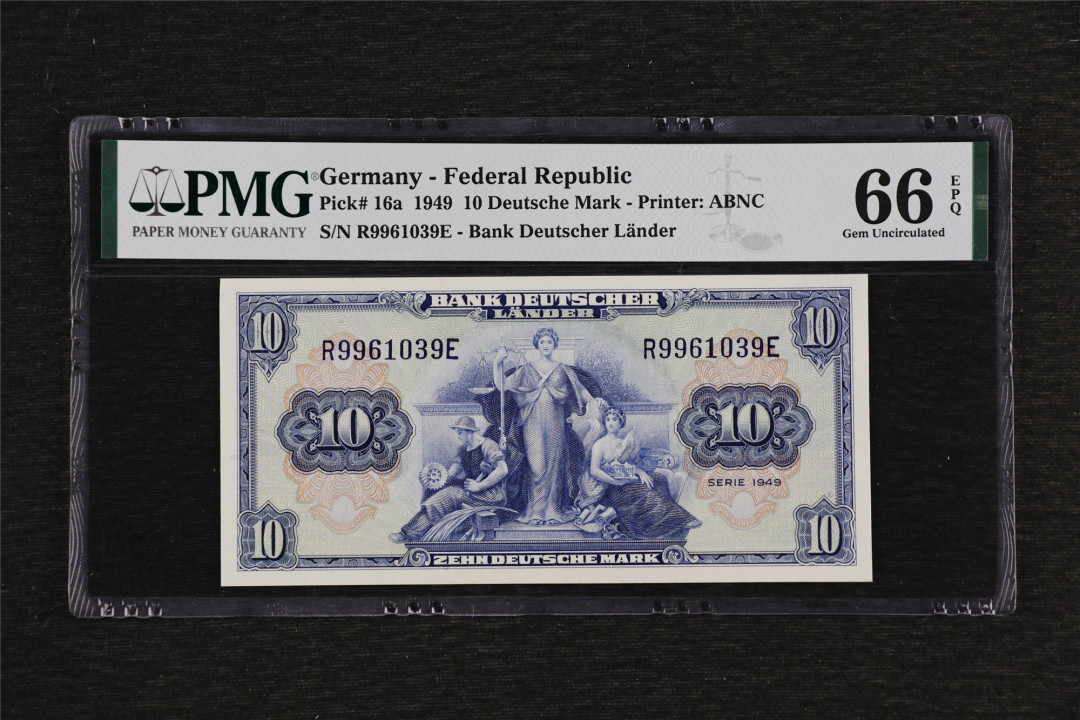 PMG®
PAPER MONEY GUARANTY
Germany - Federal Republic
Pick# 16a 1949 10 Deutsche Mark - Printer: ABNC
S/N R9961039E - Bank Deutscher Länder
66 EPQ
Gem Uncirculated
BANK DEUTSCHER
LÄNDER
10 10
R9961039E R9961039E
10 10
SERIE 1949
10 10
ZEHN DEUTSCHE MARK